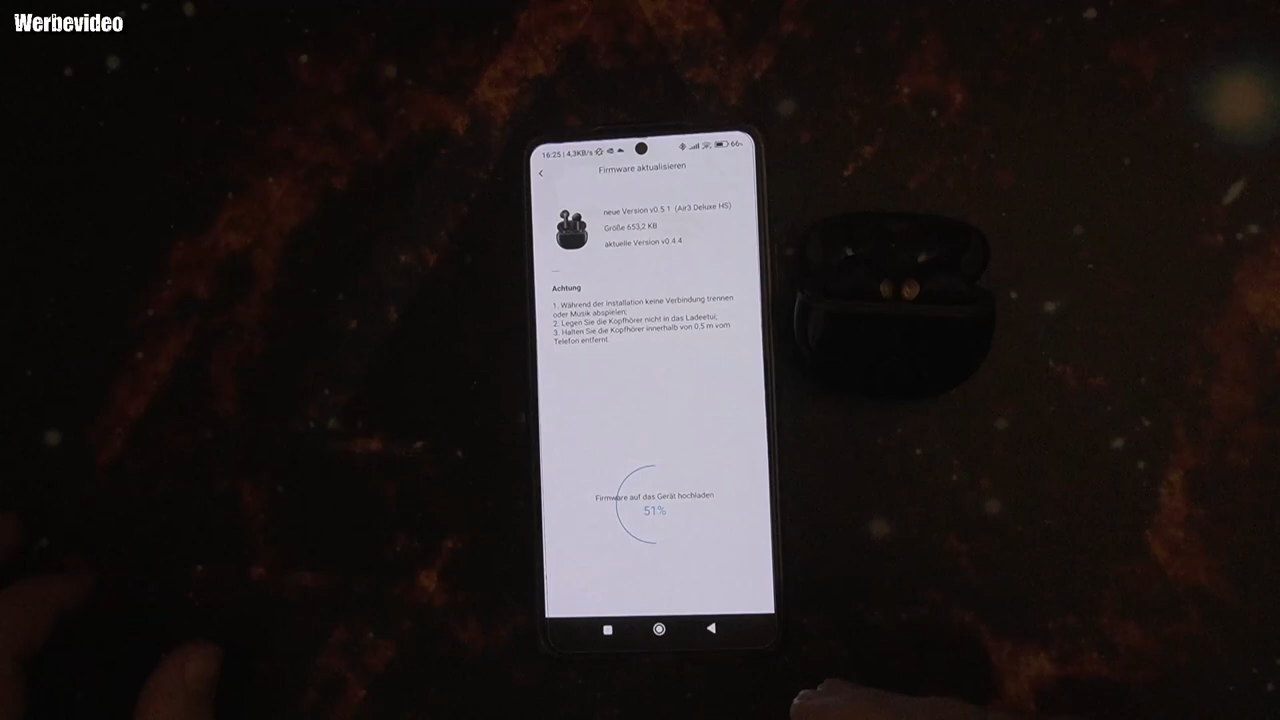 Werbevideo
16:25 | 4,3KB/s 66%
Firmware aktualisieren
neue Version v0.5.1 (Air3 Deluxe HS)
Größe 653,2 KB
aktuelle Version v0.4.4
Achtung
1. Während der Installation keine Verbindung trennen
oder Musik abspielen;
2. Legen Sie die Kopfhörer nicht in das Ladeetui;
3. Halten Sie die Kopfhörer innerhalb von 0,5 m vom
Telefon entfernt
Firmware auf das Gerät hochladen
51%